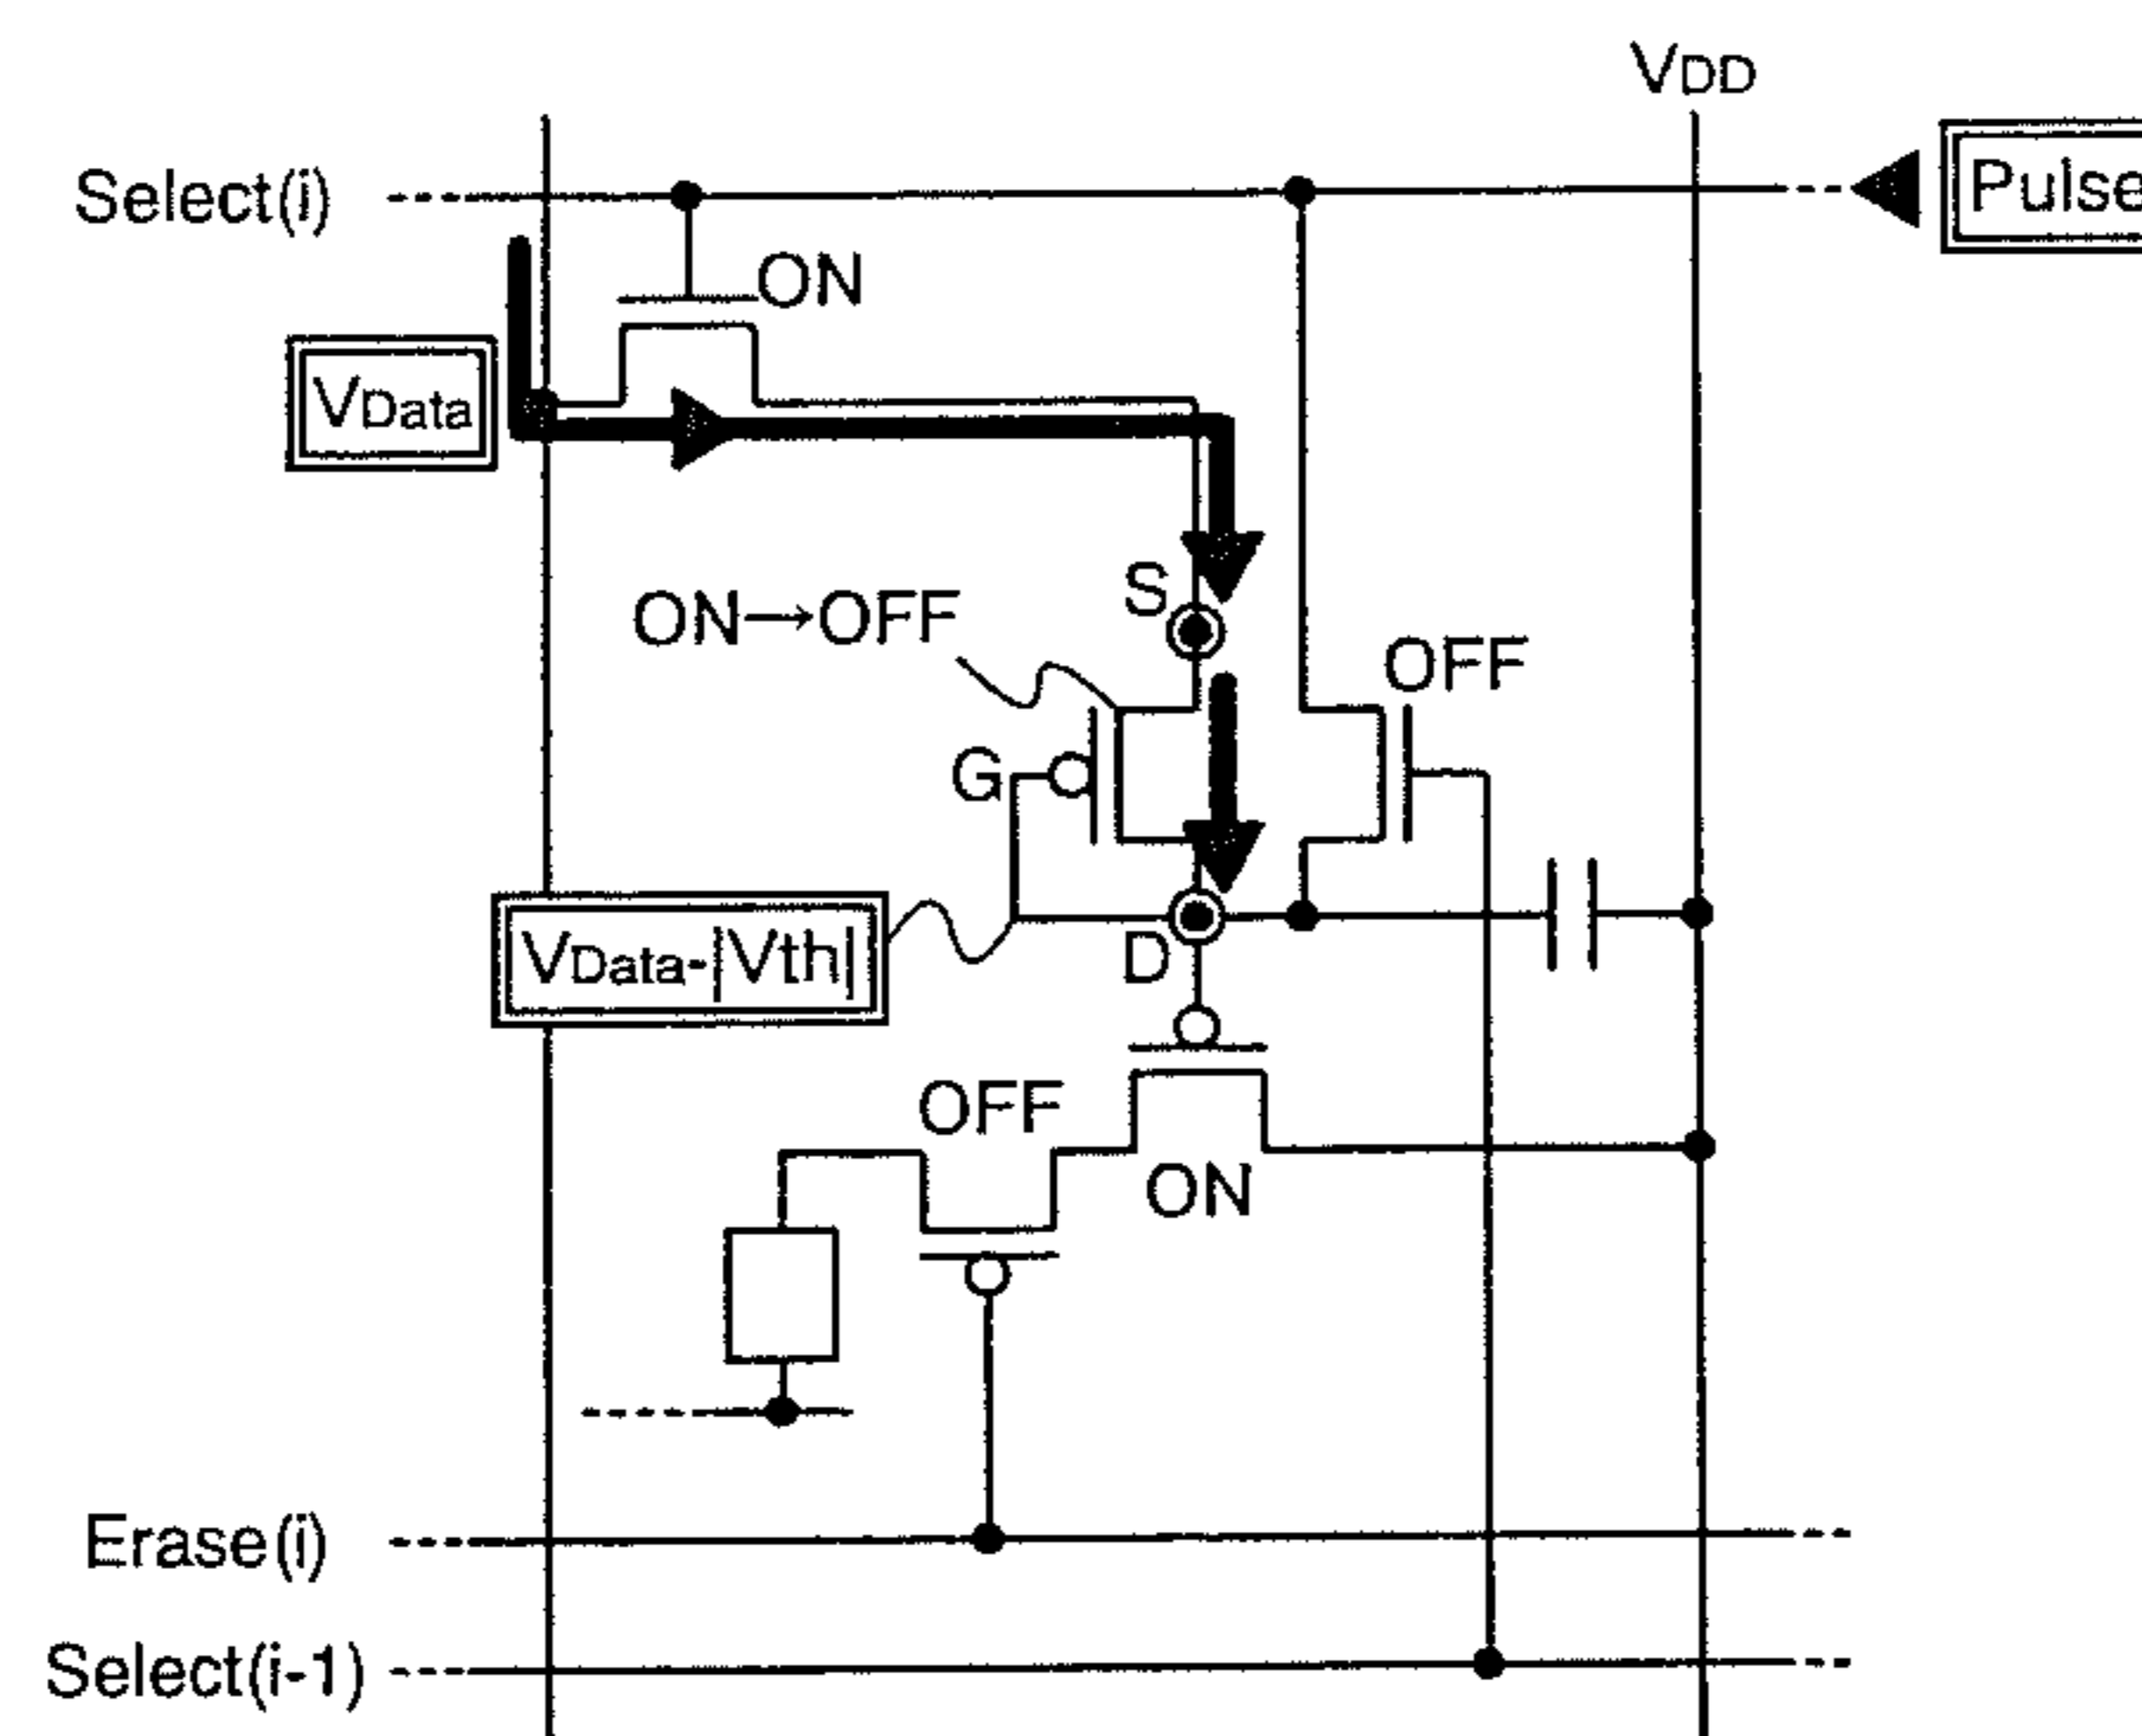 VDD
Select(i)
Pulse
ON
VData
S
ON→OFF
OFF
G
VData-|Vth|
D
OFF
ON
Erase(i)
Select(i-1)